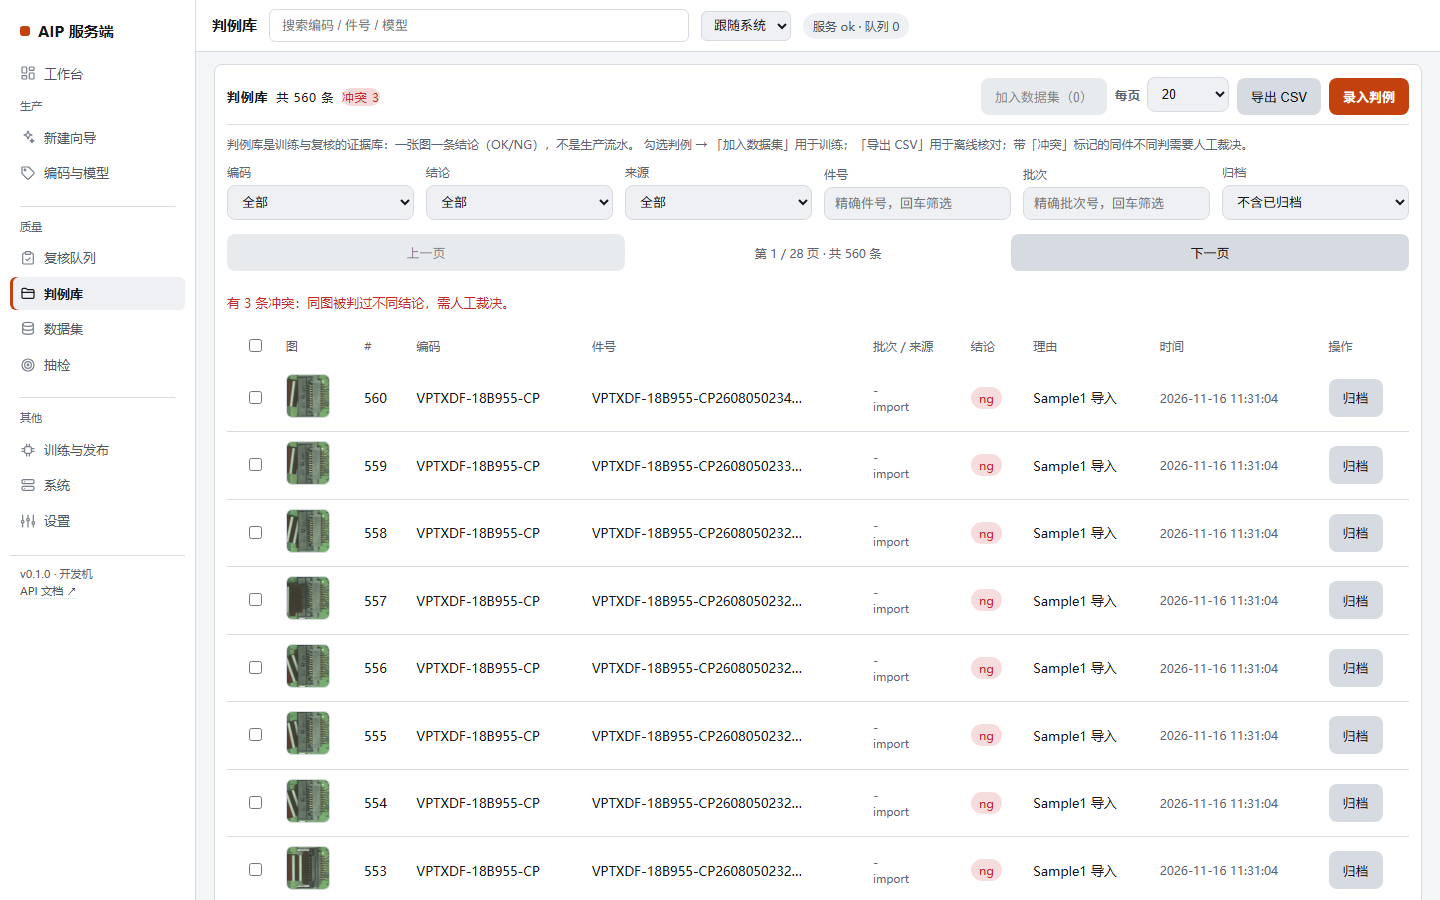 AIP 服务端
工作台
生产
新建向导
编码与模型
质量
复核队列
判例库
数据集
抽检
其他
训练与发布
系统
设置
v0.1.0 · 开发机
API 文档 ↗
判例库 搜索编码 / 件号 / 模型 跟随系统 服务 ok · 队列 0
判例库 共 560 条 冲突 3 加入数据集（0） 每页 20 导出 CSV 录入判例
判例库是训练与复核的证据库：一张图一条结论（OK/NG），不是生产流水。 勾选判例 → 「加入数据集」用于训练；「导出 CSV」用于离线核对；带「冲突」标记的同件不同判需要人工裁决。
编码 结论 来源 件号 批次 归档
全部 全部 全部 精确件号，回车筛选 精确批次号，回车筛选 不含已归档
上一页 第 1 / 28 页 · 共 560 条 下一页
有 3 条冲突：同图被判过不同结论，需人工裁决。
图 # 编码 件号 批次 / 来源 结论 理由 时间 操作
560 VPTXDF-18B955-CP VPTXDF-18B955-CP2608050234... - import ng Sample1 导入 2026-11-16 11:31:04 归档
559 VPTXDF-18B955-CP VPTXDF-18B955-CP2608050233... - import ng Sample1 导入 2026-11-16 11:31:04 归档
558 VPTXDF-18B955-CP VPTXDF-18B955-CP2608050232... - import ng Sample1 导入 2026-11-16 11:31:04 归档
557 VPTXDF-18B955-CP VPTXDF-18B955-CP2608050232... - import ng Sample1 导入 2026-11-16 11:31:04 归档
556 VPTXDF-18B955-CP VPTXDF-18B955-CP2608050232... - import ng Sample1 导入 2026-11-16 11:31:04 归档
555 VPTXDF-18B955-CP VPTXDF-18B955-CP2608050232... - import ng Sample1 导入 2026-11-16 11:31:04 归档
554 VPTXDF-18B955-CP VPTXDF-18B955-CP2608050232... - import ng Sample1 导入 2026-11-16 11:31:04 归档
553 VPTXDF-18B955-CP VPTXDF-18B955-CP2608050232... - import ng Sample1 导入 2026-11-16 11:31:04 归档